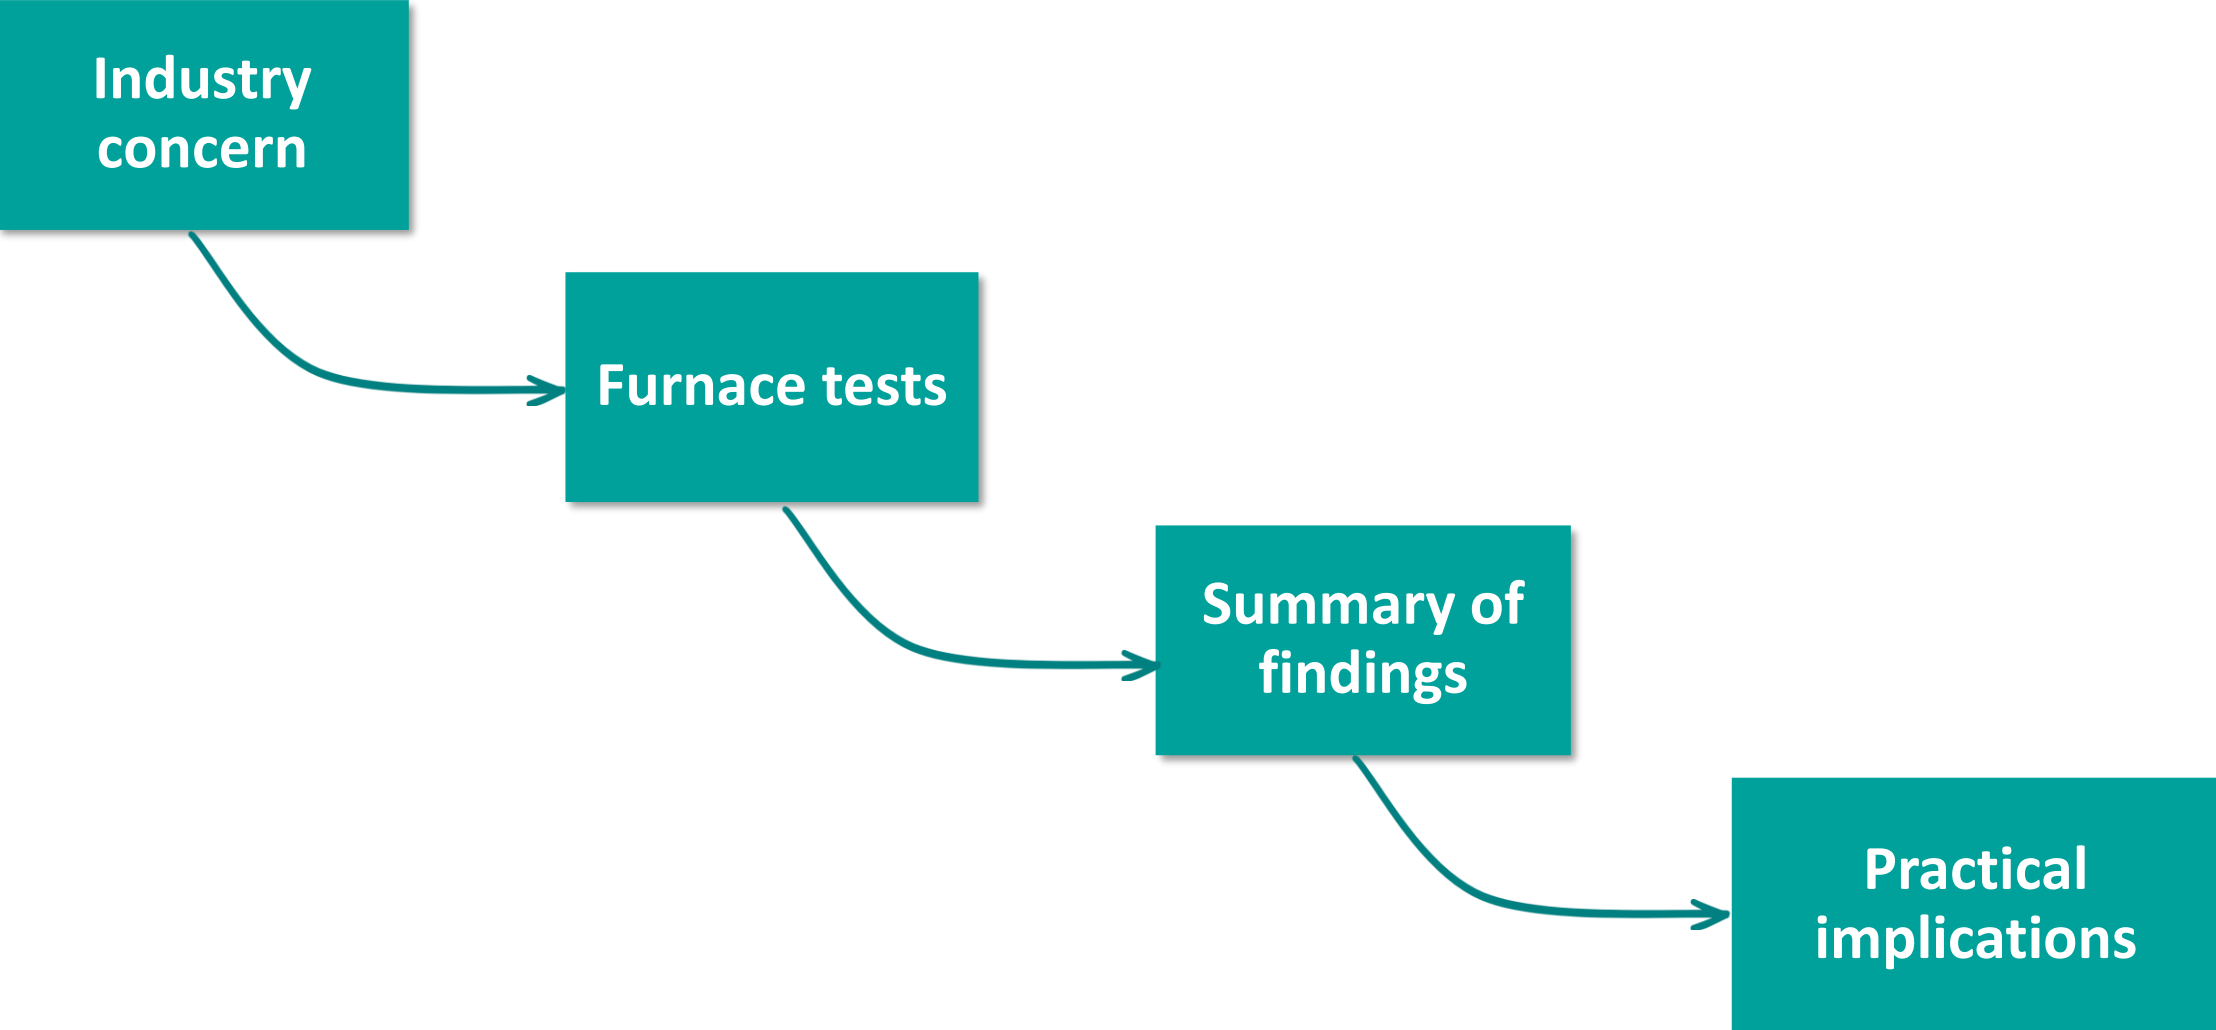 Industry
concern
Furnace tests
Summary of
findings
Practical
implications